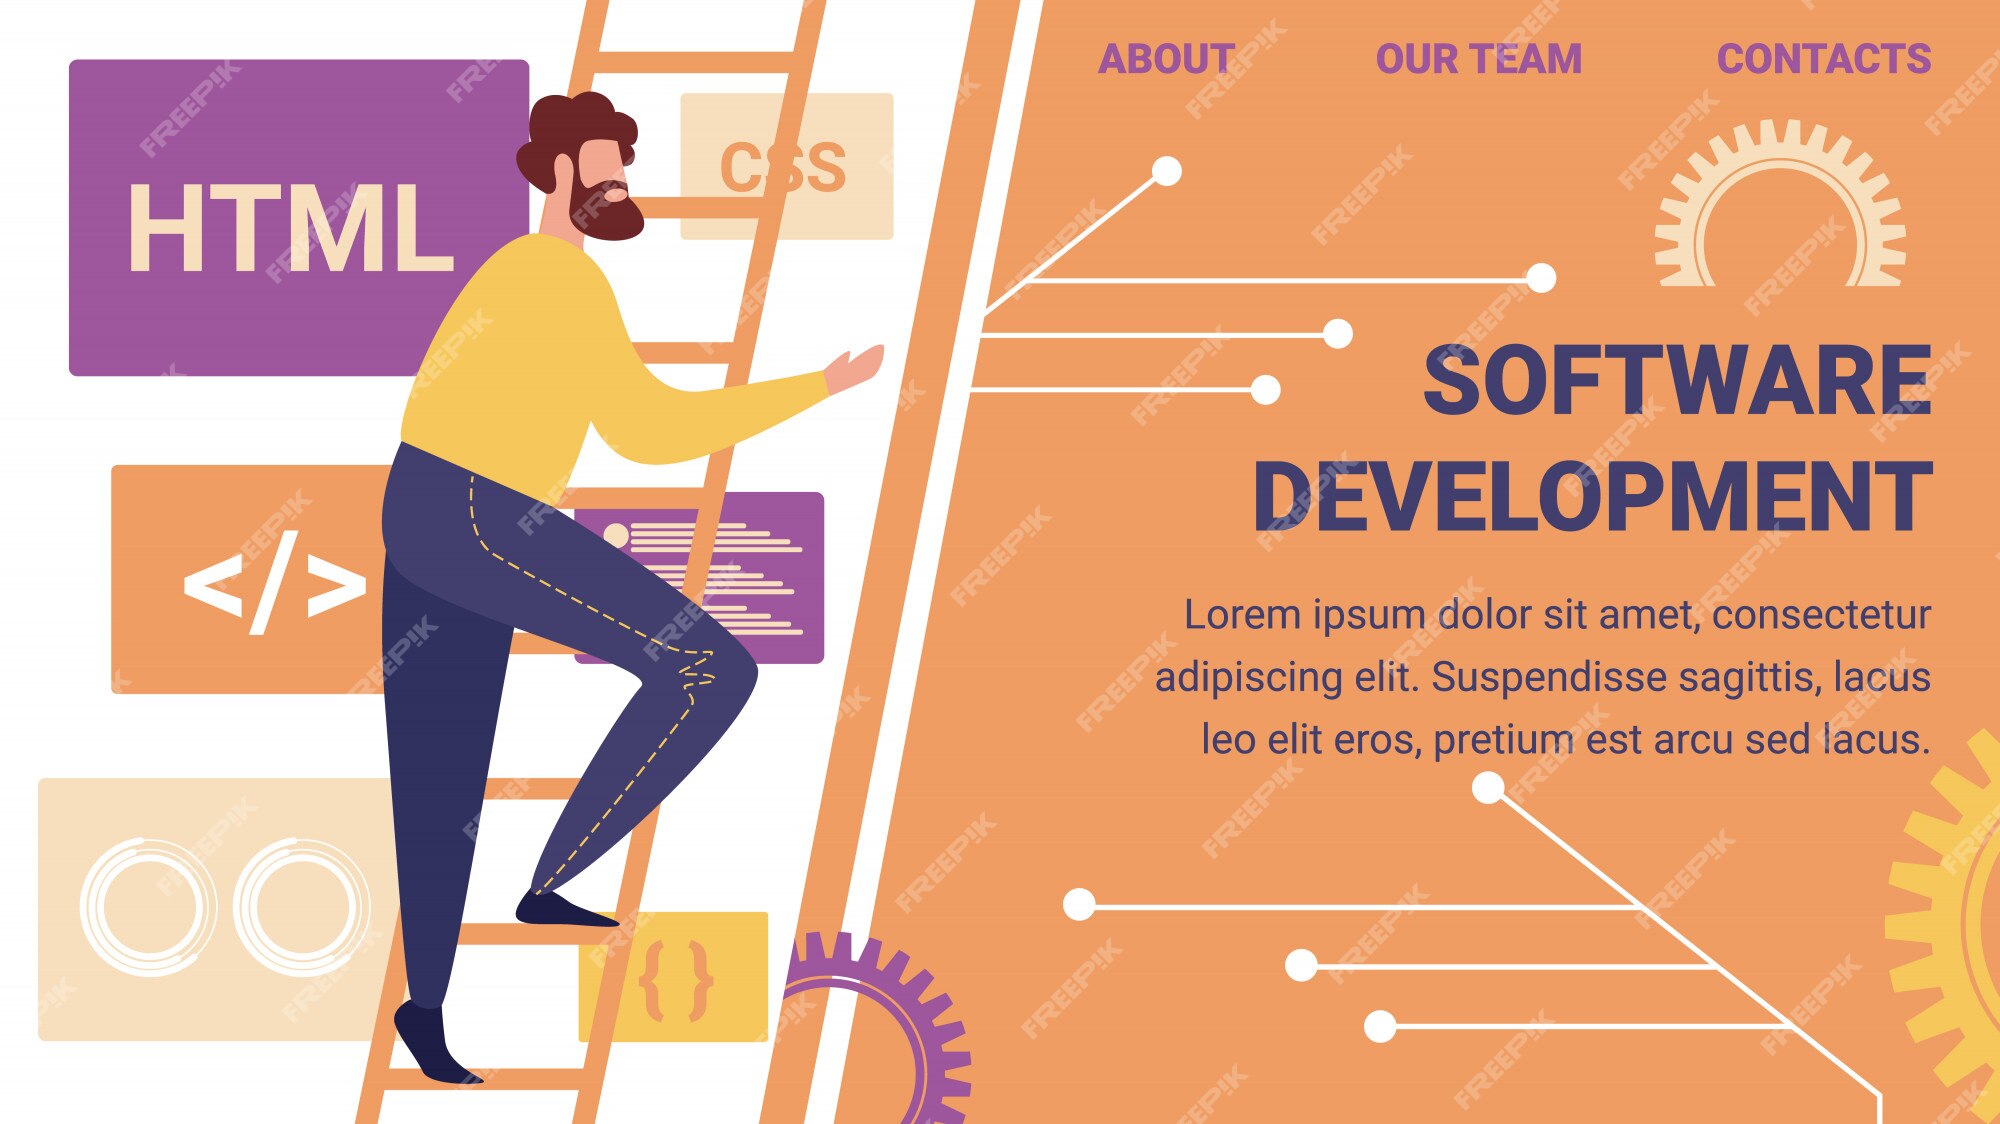 ABOUT OUR TEAM CONTACTS
HTML
CSS
</>
{ }
SOFTWARE
DEVELOPMENT
Lorem ipsum dolor sit amet, consectetur
adipiscing elit. Suspendisse sagittis, lacus
leo elit eros, pretium est arcu sed lacus.
FREEPIK